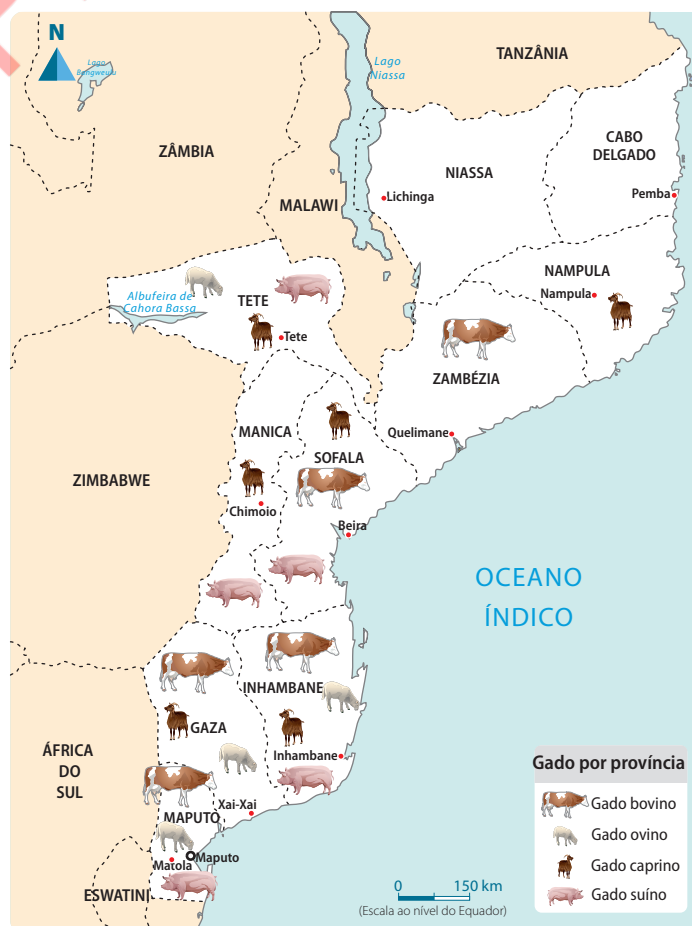 N
Lago
Bangweulu
Lago
Niassa
TANZÂNIA
ZÂMBIA
MALAWI
NIASSA
CABO
DELGADO
Lichinga
Pemba
Albufeira de
Cahora Bassa
TETE
Tete
NAMPULA
Nampula
ZAMBÉZIA
Quelimane
MANICA
SOFALA
Chimoio
Beira
ZIMBABWE
OCEANO
ÍNDICO
INHAMBANE
GAZA
Inhambane
ÁFRICA
DO
SUL
Xai-Xai
MAPUTO
Maputo
Matola
ESWATINI
0 150 km
(Escala ao nível do Equador)
Gado por província
Gado bovino
Gado ovino
Gado caprino
Gado suíno